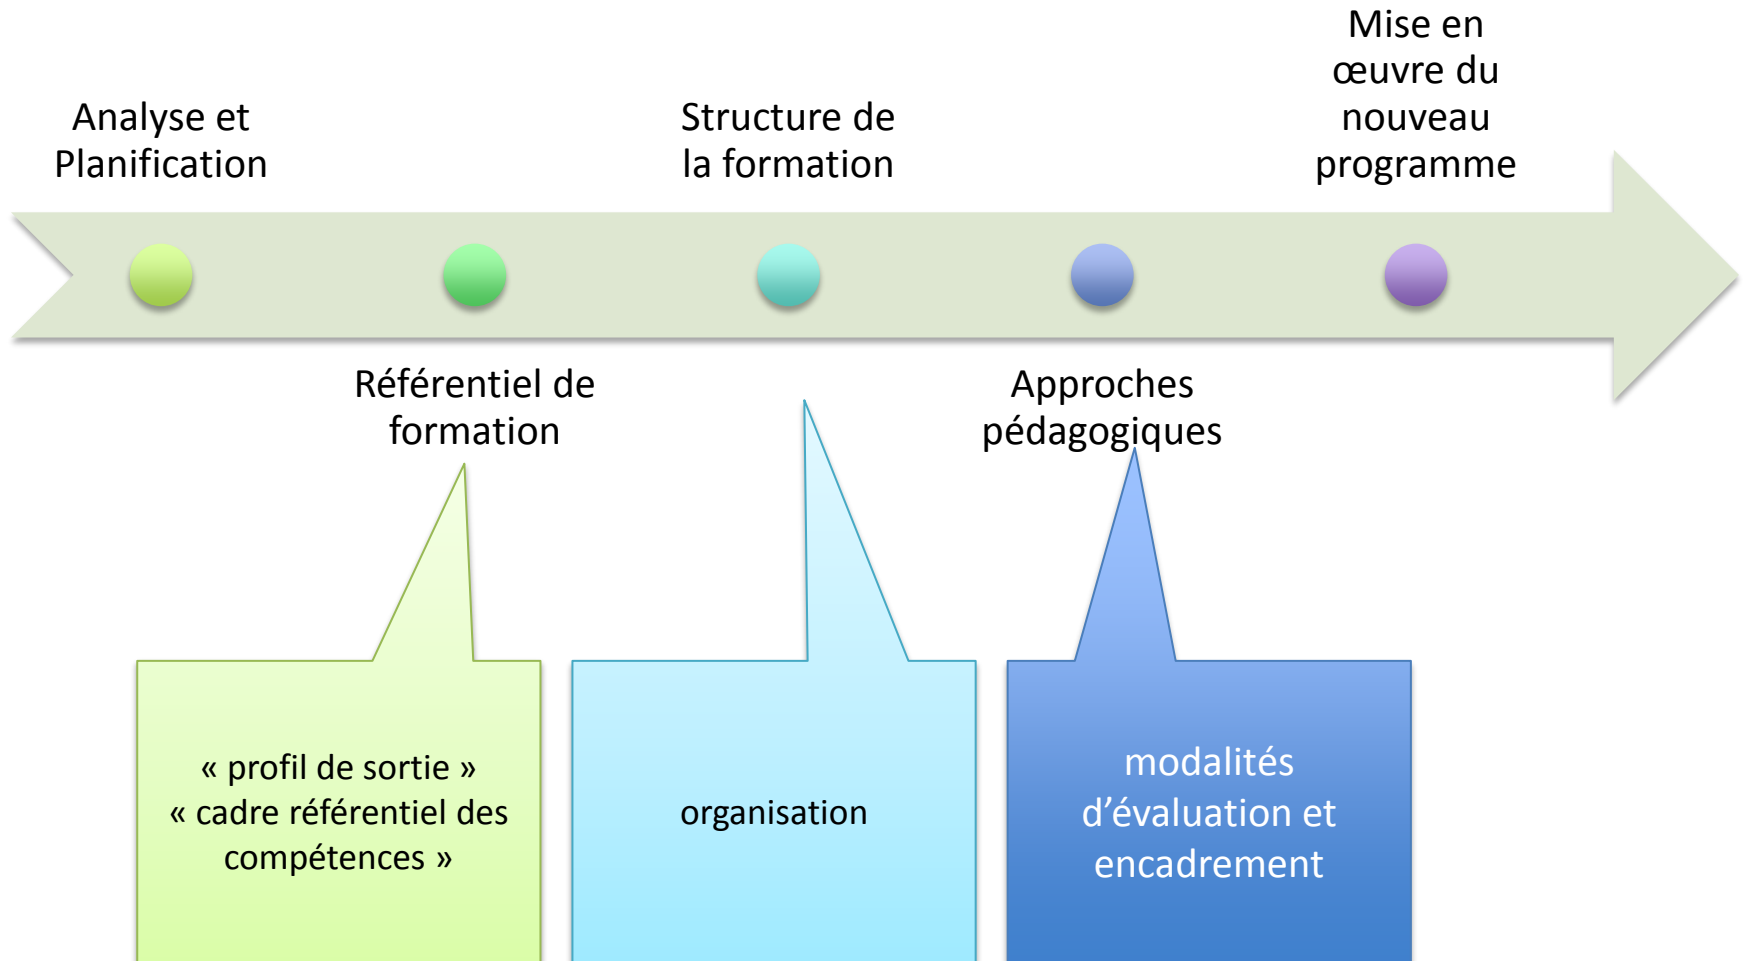 Analyse et
Planification
Structure de
la formation
Mise en
œuvre du
nouveau
programme
Référentiel de
formation
Approches
pédagogiques
« profil de sortie »
« cadre référentiel des
compétences »
organisation
modalités
d’évaluation et
encadrement